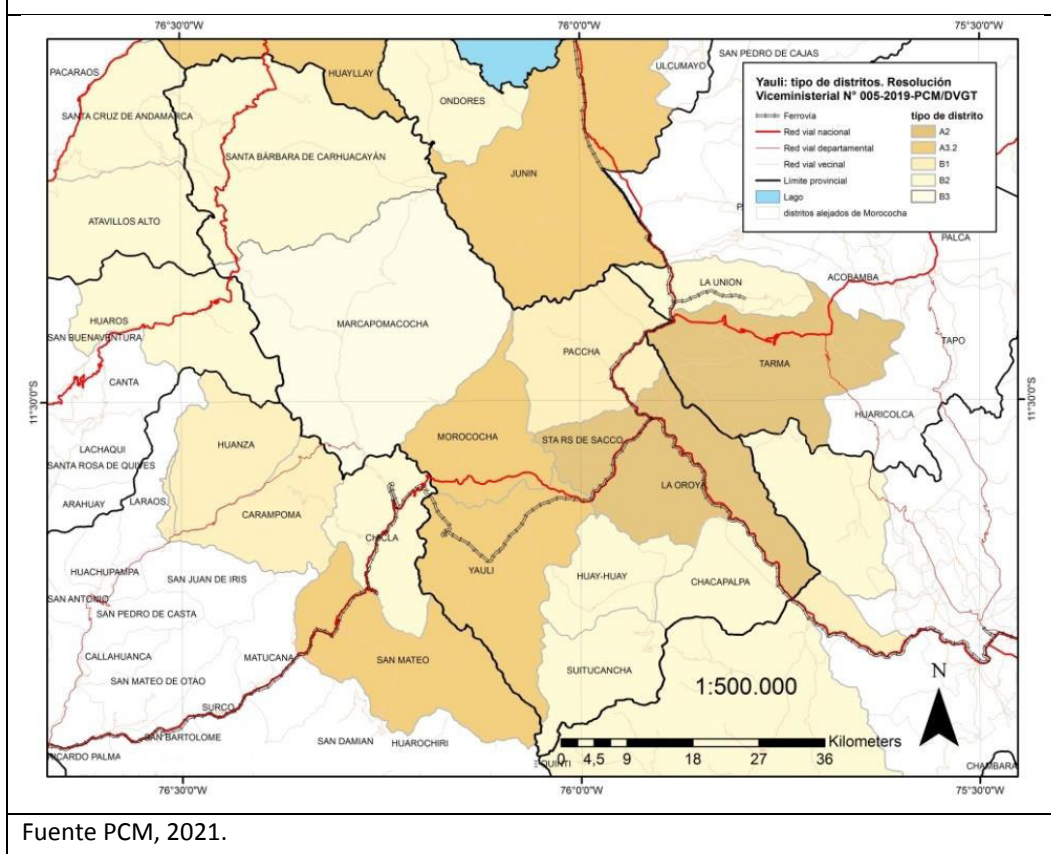 76°30'0"W
76°0'0"W
75°30'0"W
SAN PEDRO DE CAJAS
PACARAOS
HUAYLLAY
ULCUMAYO
ONDORES
Yauli: tipo de distritos. Resolución
Viceministerial N° 005-2019-PCM/DVGT
Ferrovia
Red vial nacional
Red vial departamental
Red vial vecinal
Limite provincial
Lago
distritos alejados de Morococha
tipo de distrito
A2
A3.2
B1
B2
B3
SANTA CRUZ DE ANDAMARCA
SANTA BÁRBARA DE CARHUACAYÁN
JUNIN
ATAVILLOS ALTO
PALCA
ACOBAMBA
LA UNION
HUAROS
SAN BUENAVENTURA
MARCAPOMACOCHA
PACCHA
TARMA
TAPO
CANTA
11°30'0"S
11°30'0"S
HUARICOLCA
HUANZA
MOROCOCHA
STA RS DE SACCO
LACHAQUI
SANTA ROSA DE QUIVES
LA OROYA
ARAHUAY
LARAOS
CARAMPOMA
CHICLA
HUACHUPAMPA
SAN JUAN DE IRIS
YAULI
HUAY-HUAY
CHACAPALPA
SAN ANTONIO
SAN PEDRO DE CASTA
CALLAHUANCA
MATUCANA
SAN MATEO
SUITUCANCHA
SAN MATEO DE OTAO
1:500.000
N
SURCO
SAN BARTOLOME
SAN DAMIAN
HUAROCHIRI
Kilometers
0 4,5 9 18 27 36
RICARDO PALMA
QUINTI
CHAMBARA
76°30'0"W
76°0'0"W
75°30'0"W
Fuente PCM, 2021.